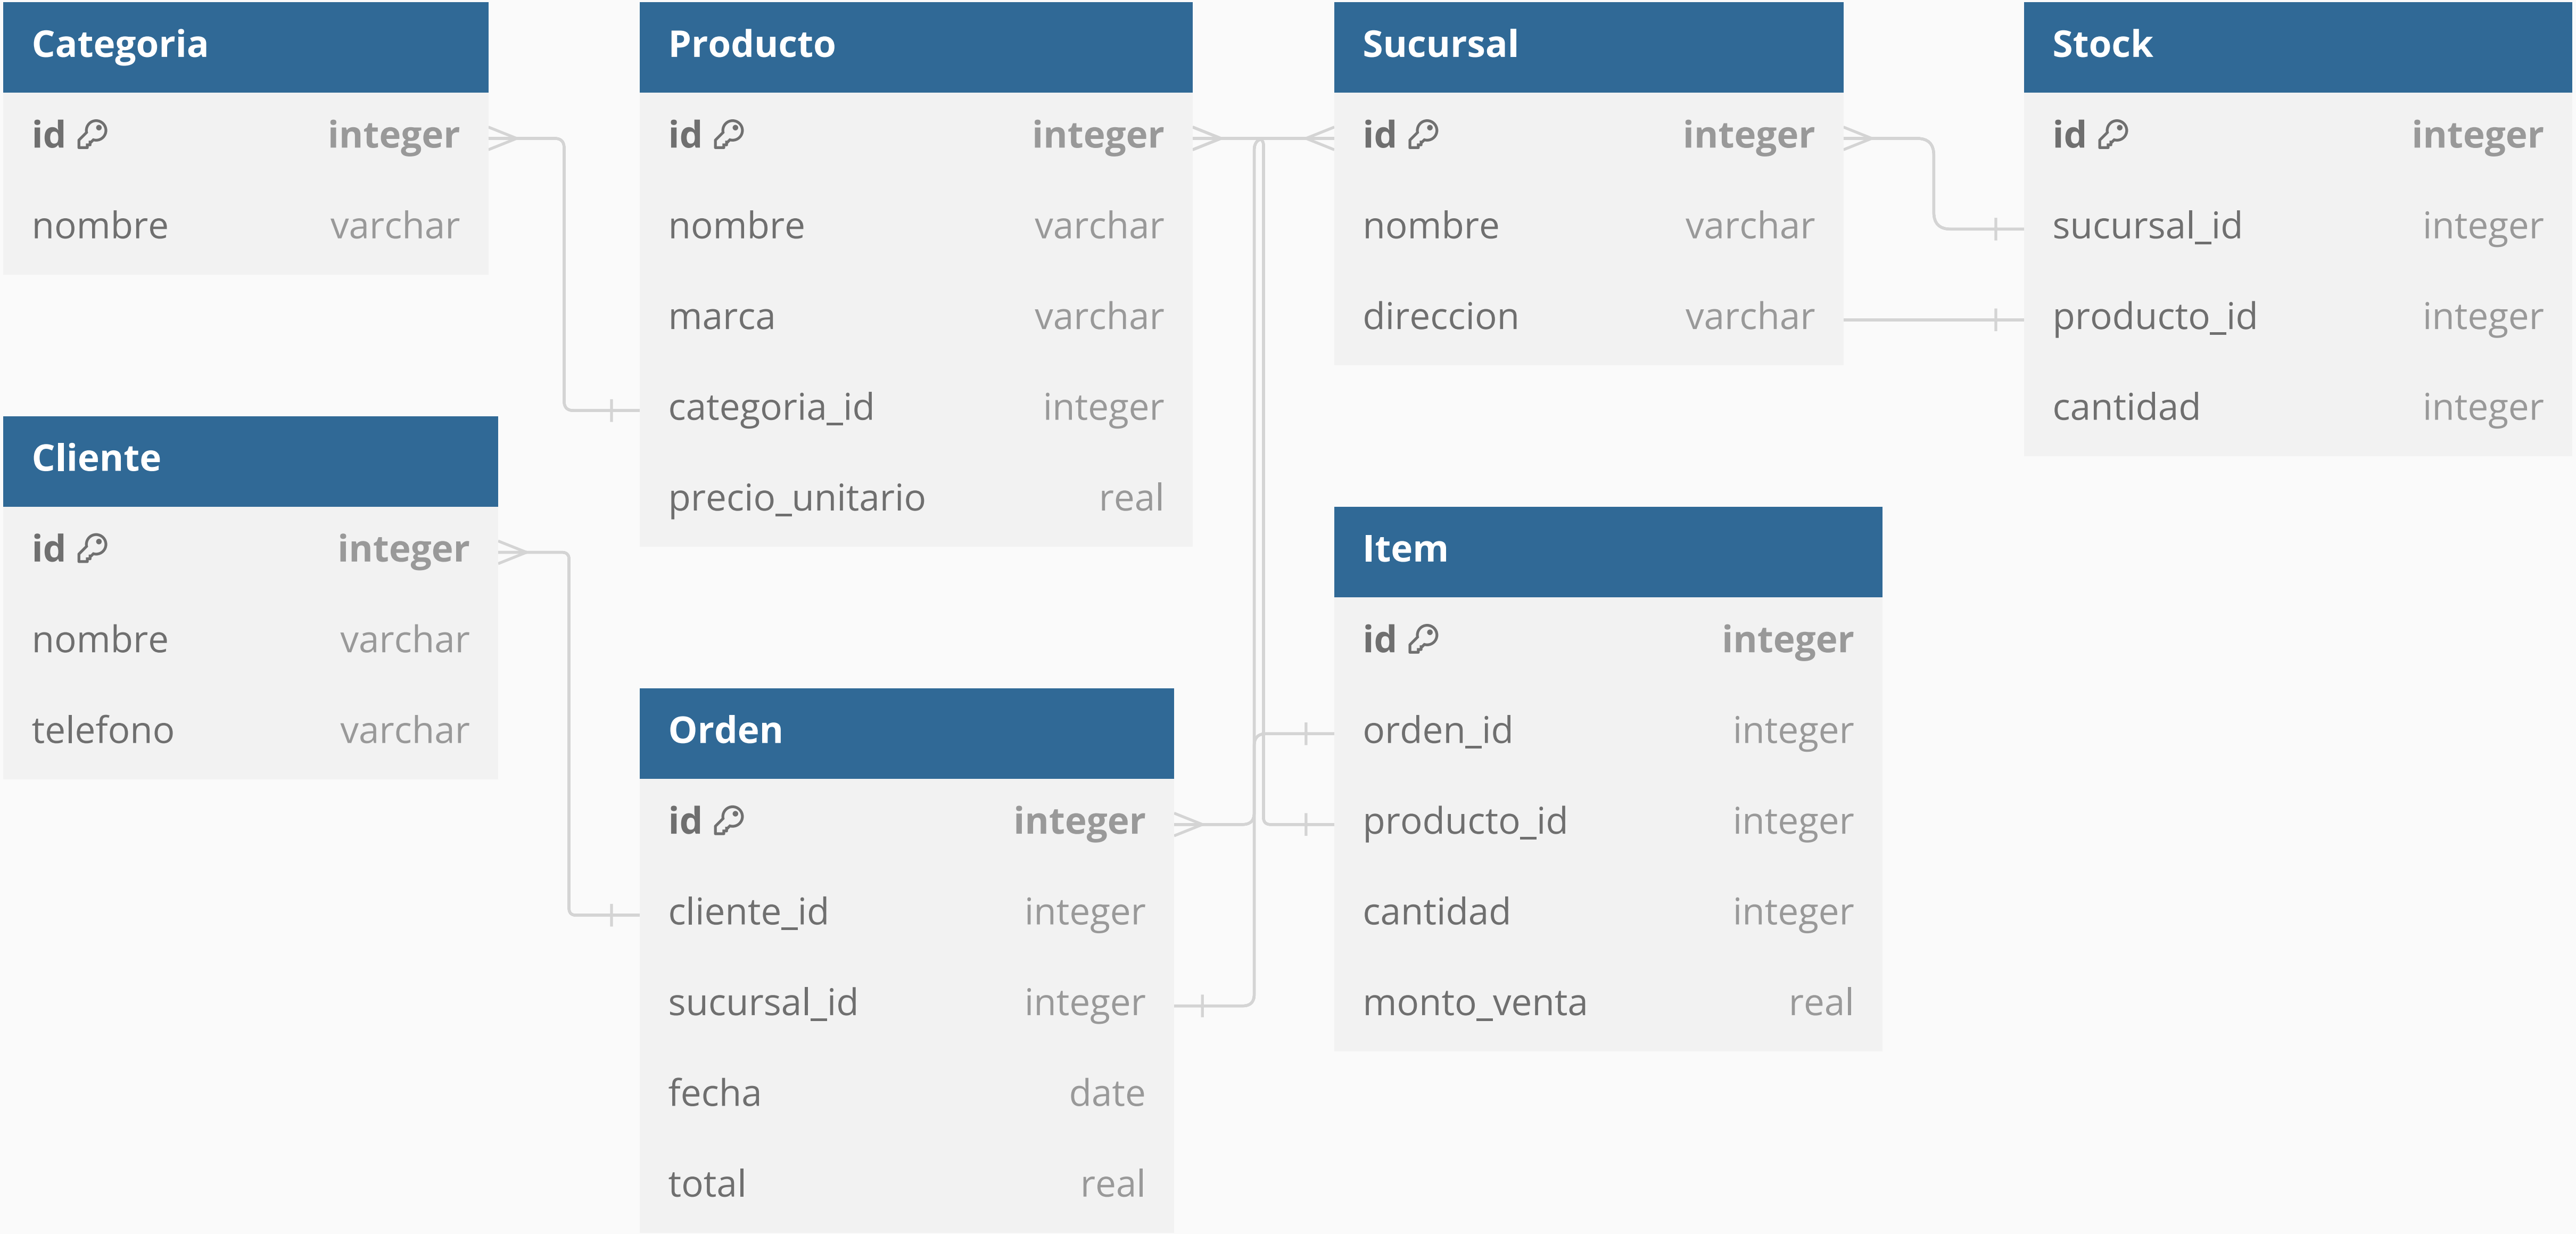 Categoria
id integer
nombre varchar
Producto
id integer
nombre varchar
marca varchar
categoria_id integer
precio_unitario real
Sucursal
id integer
nombre varchar
direccion varchar
Stock
id integer
sucursal_id integer
producto_id integer
cantidad integer
Cliente
id integer
nombre varchar
telefono varchar
Orden
id integer
cliente_id integer
sucursal_id integer
fecha date
total real
Item
id integer
orden_id integer
producto_id integer
cantidad integer
monto_venta real